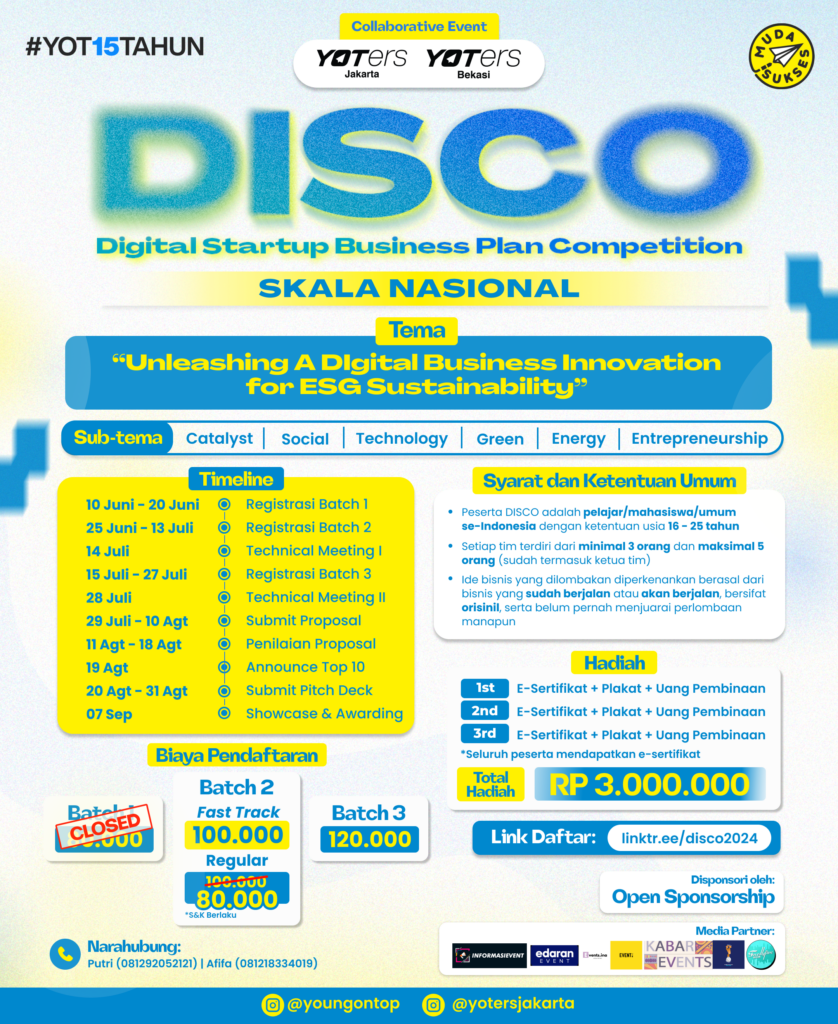 #YOT15TAHUN
Collaborative Event
YOTers
Jakarta
YOTers
Bekasi
MUDA SUKSES
DISCO
Digital Startup Business Plan Competition
SKALA NASIONAL
Tema
“Unleashing A DIgital Business Innovation
for ESG Sustainability”
Sub-tema
Catalyst | Social | Technology | Green | Energy | Entrepreneurship
Timeline
10 Juni - 20 Juni Registrasi Batch 1
25 Juni - 13 Juli Registrasi Batch 2
14 Juli Technical Meeting I
15 Juli - 27 Juli Registrasi Batch 3
28 Juli Technical Meeting II
29 Juli - 10 Agt Submit Proposal
11 Agt - 18 Agt Penilaian Proposal
19 Agt Announce Top 10
20 Agt - 31 Agt Submit Pitch Deck
07 Sep Showcase & Awarding
Syarat dan Ketentuan Umum
• Peserta DISCO adalah pelajar/mahasiswa/umum
se-Indonesia dengan ketentuan usia 16 - 25 tahun
• Setiap tim terdiri dari minimal 3 orang dan maksimal 5
orang (sudah termasuk ketua tim)
• Ide bisnis yang dilombakan diperkenankan berasal dari
bisnis yang sudah berjalan atau akan berjalan, bersifat
orisinil, serta belum pernah menjuarai perlombaan
manapun
Hadiah
1st E-Sertifikat + Plakat + Uang Pembinaan
2nd E-Sertifikat + Plakat + Uang Pembinaan
3rd E-Sertifikat + Plakat + Uang Pembinaan
*Seluruh peserta mendapatkan e-sertifikat
Total
Hadiah
RP 3.000.000
Biaya Pendaftaran
Batch 1
CLOSED
Batch 2
Fast Track
100.000
Regular
100.000
80.000
*S&K Berlaku
Batch 3
120.000
Link Daftar: linktr.ee/disco2024
Disponsori oleh:
Open Sponsorship
Media Partner:
INFORMASIEVENT
edaran
EVENT
KABAR
EVENTS
Narahubung:
Putri (081292052121) | Afifa (081218334019)
@youngontop
@yotersjakarta